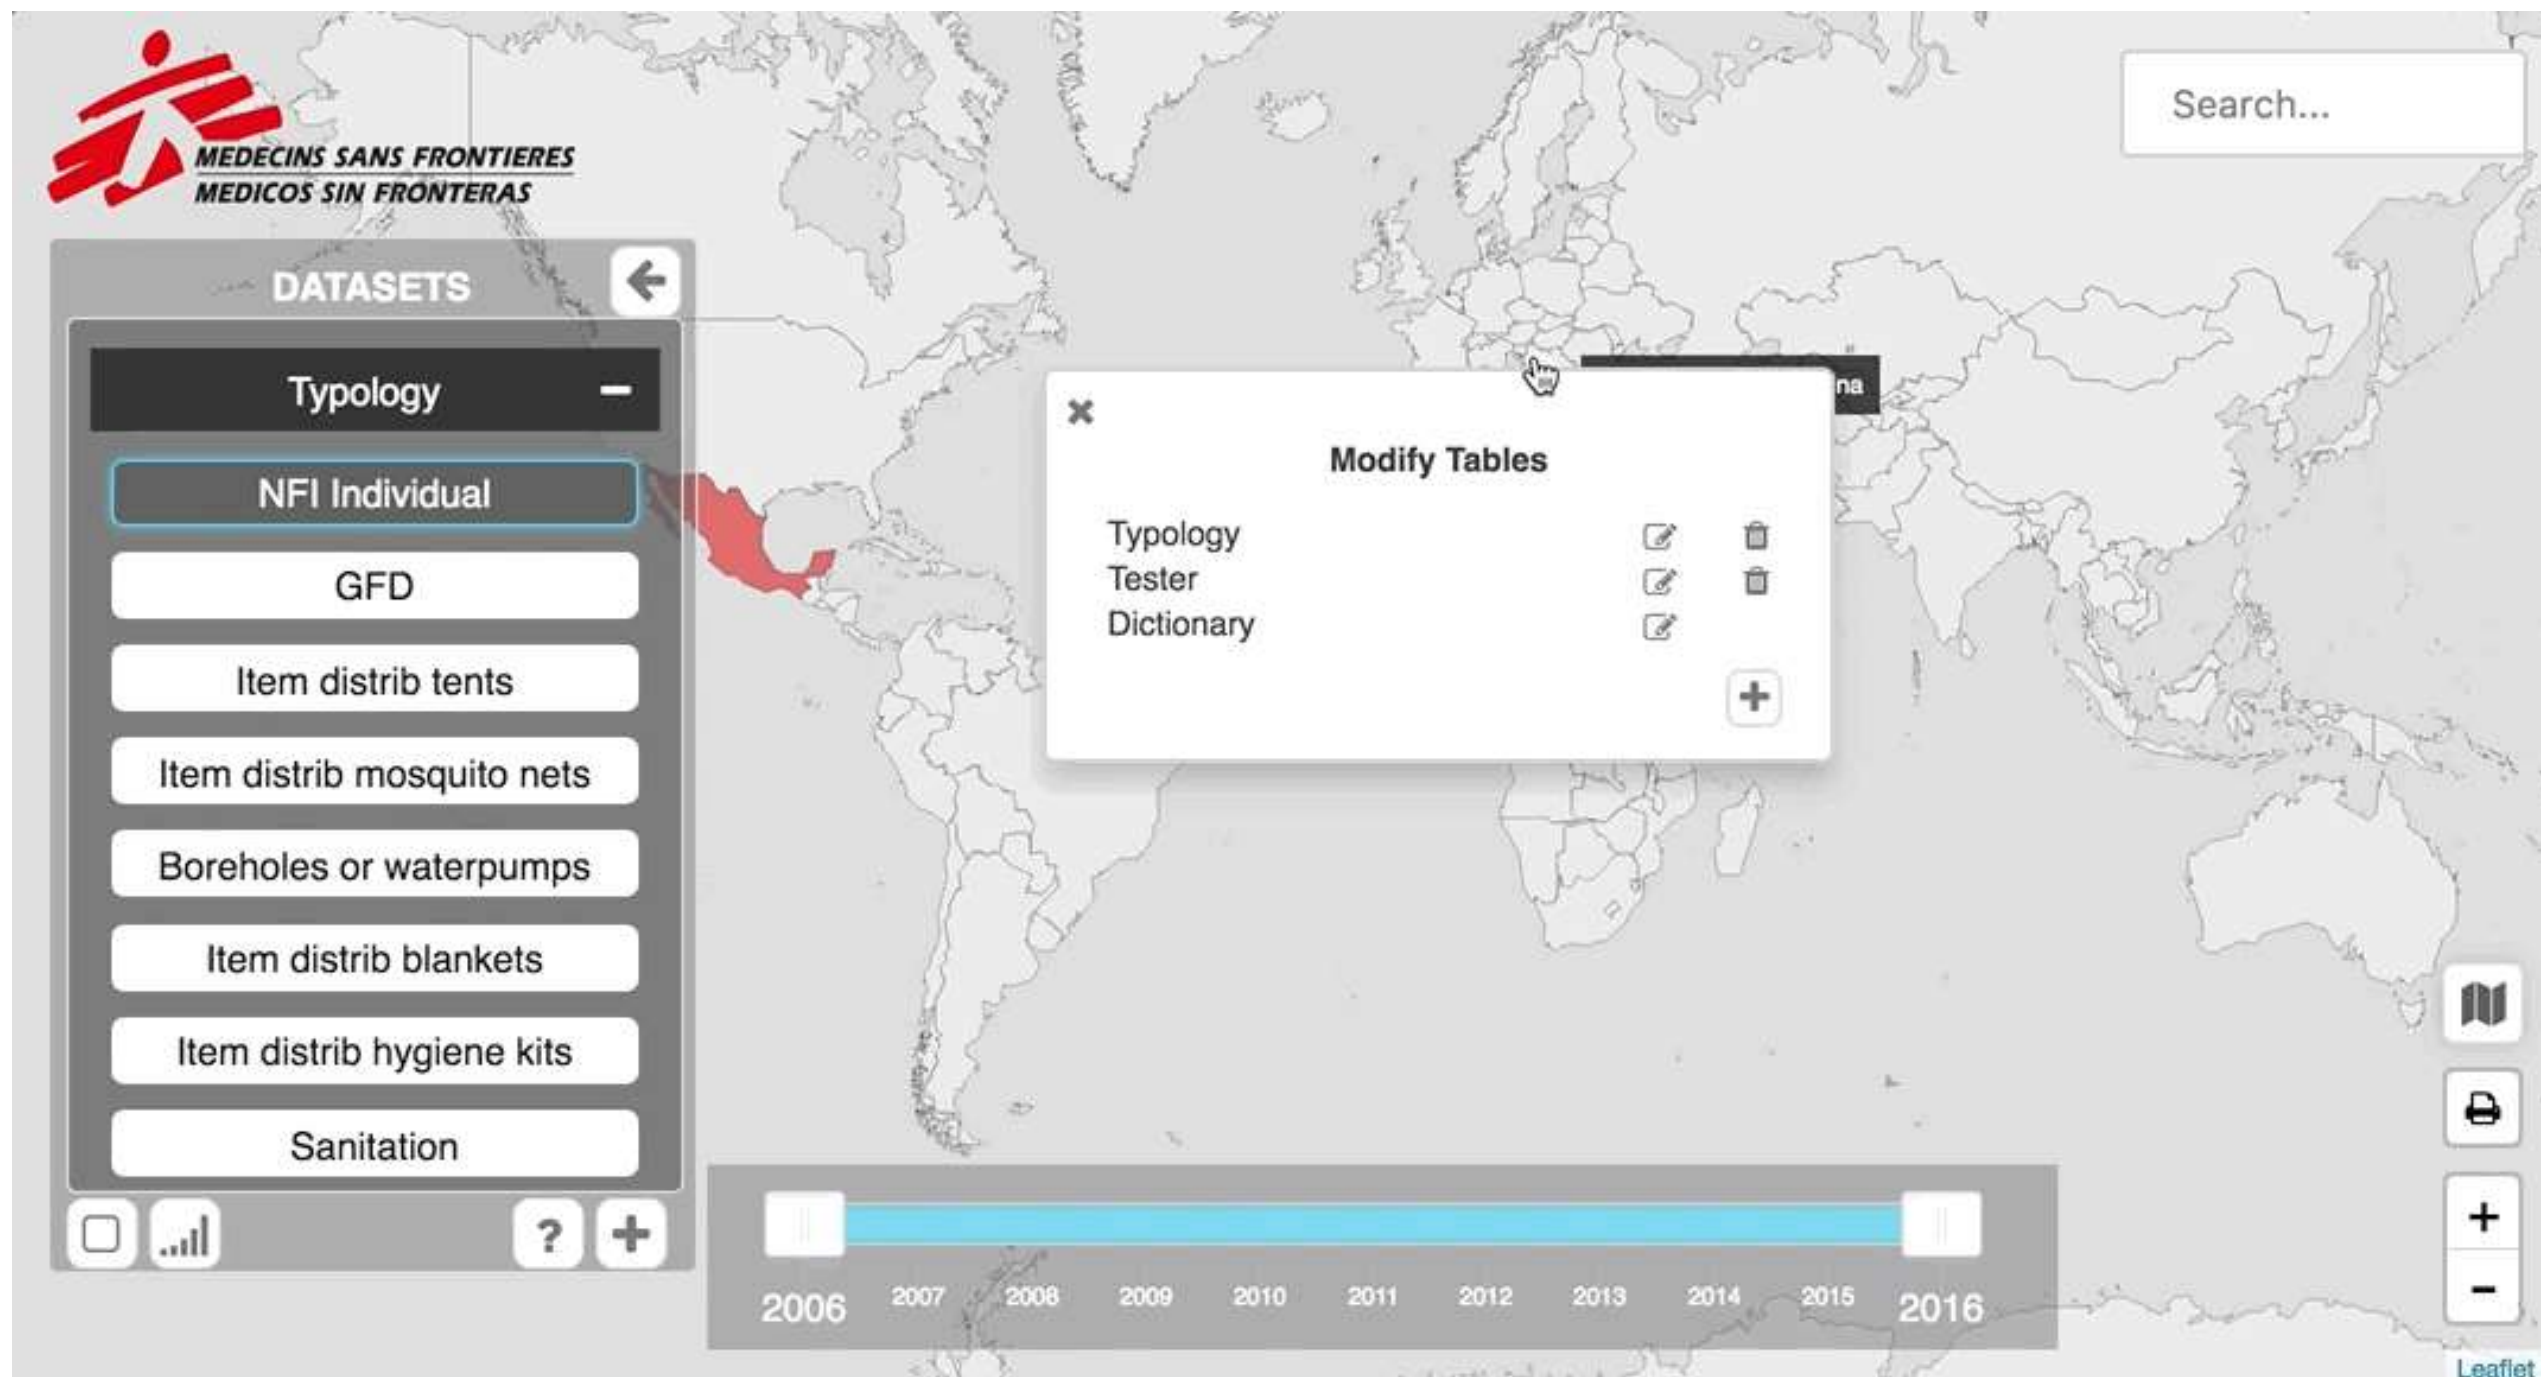 MEDECINS SANS FRONTIERES
MEDICOS SIN FRONTERAS
Search...
DATASETS
Typology
NFI Individual
GFD
Item distrib tents
Item distrib mosquito nets
Boreholes or waterpumps
Item distrib blankets
Item distrib hygiene kits
Sanitation
?
na
Modify Tables
Typology
Tester
Dictionary
2006 2007 2008 2009 2010 2011 2012 2013 2014 2015 2016
Leaflet